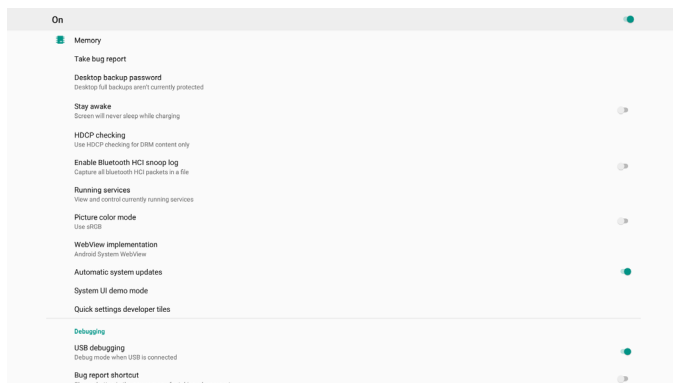 On
Memory
Take bug report
Desktop backup password
Desktop full backups aren't currently protected
Stay awake
Screen will never sleep while charging
HDCP checking
Use HDCP checking for DRM content only
Enable Bluetooth HCI snoop log
Capture all bluetooth HCI packets in a file
Running services
View and control currently running services
Picture color mode
Use sRGB
WebView implementation
Android System WebView
Automatic system updates
System UI demo mode
Quick settings developer tiles
Debugging
USB debugging
Debug mode when USB is connected
Bug report shortcut